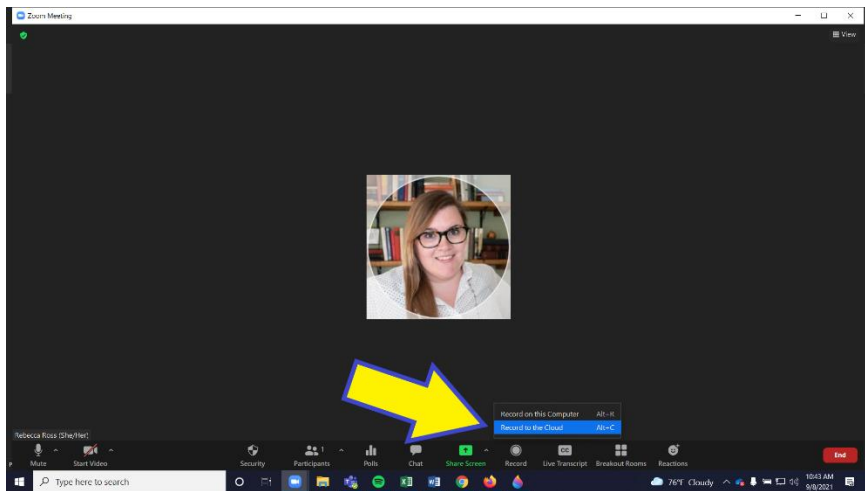 Zoom Meeting
View
Record on this Computer Alt+R
Record to the Cloud Alt+C
Rebecca Ross (She/Her)
1
Mute Start Video Security Participants Polls Chat Share Screen Record Live Transcript Breakout Rooms Reactions End
CC
Type here to search
76°F Cloudy
10:43 AM
9/8/2021